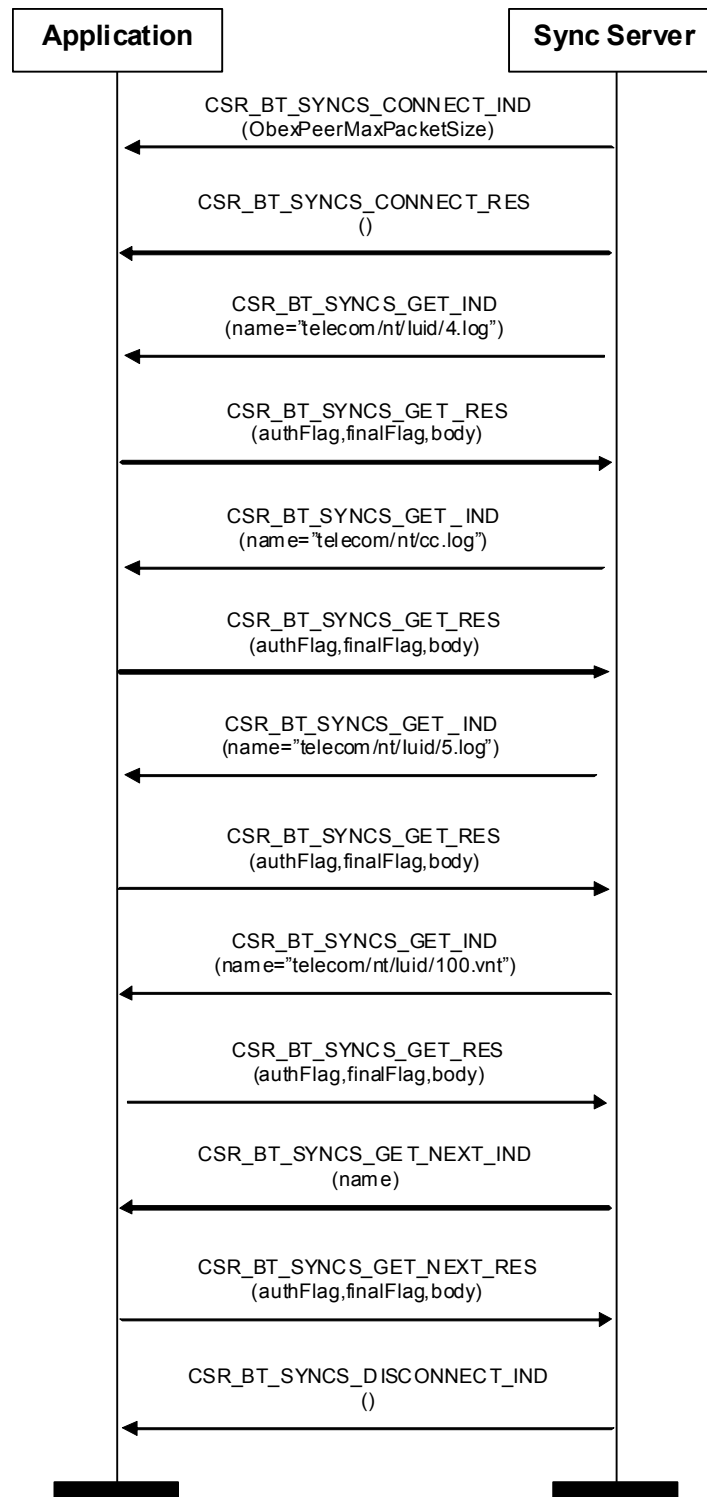 Application
Sync Server
CSR_BT_SYNCS_CONNECT_IND
(ObexPeerMaxPacketSize)
CSR_BT_SYNCS_CONNECT_RES
()
CSR_BT_SYNCS_GET_IND
(name=”telecom/nt/luid/4.log”)
CSR_BT_SYNCS_GET_RES
(authFlag,finalFlag,body)
CSR_BT_SYNCS_GET_IND
(name=”telecom/nt/cc.log”)
CSR_BT_SYNCS_GET_RES
(authFlag,finalFlag,body)
CSR_BT_SYNCS_GET_IND
(name=”telecom/nt/luid/5.log”)
CSR_BT_SYNCS_GET_RES
(authFlag,finalFlag,body)
CSR_BT_SYNCS_GET_IND
(name=”telecom/nt/luid/100.vnt”)
CSR_BT_SYNCS_GET_RES
(authFlag,finalFlag,body)
CSR_BT_SYNCS_GET_NEXT_IND
(name)
CSR_BT_SYNCS_GET_NEXT_RES
(authFlag,finalFlag,body)
CSR_BT_SYNCS_DISCONNECT_IND
()